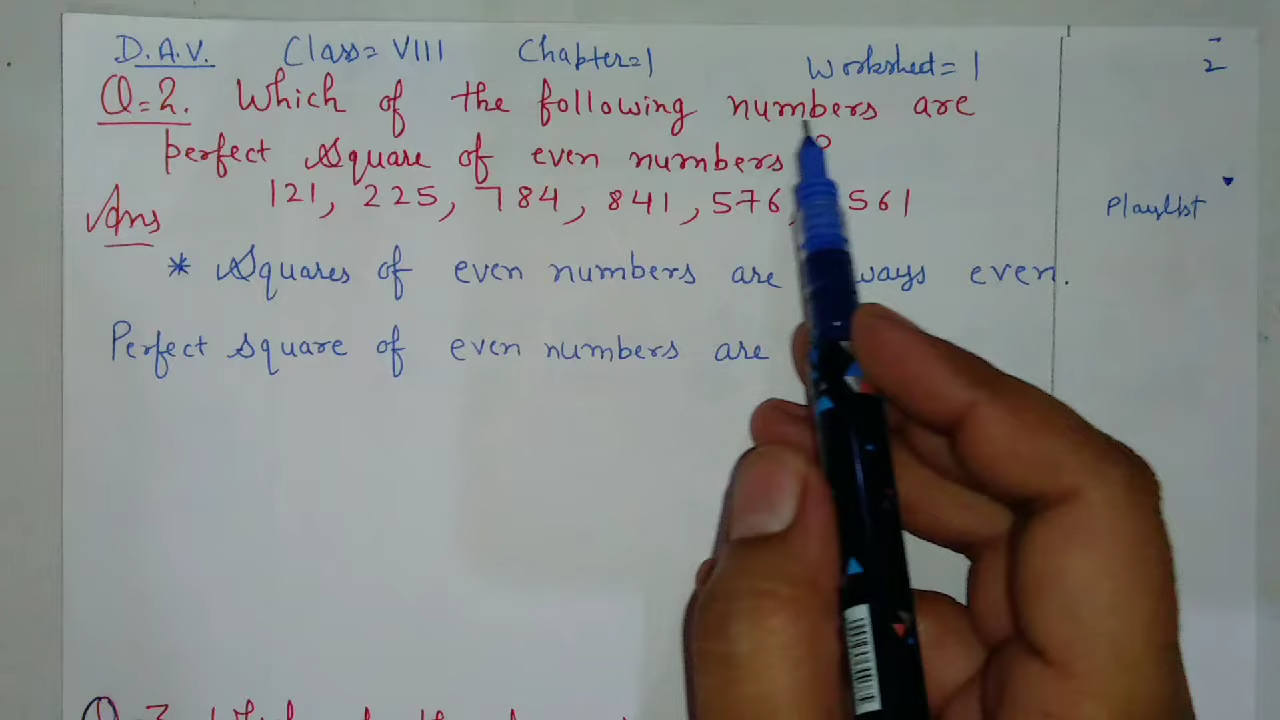 D.A.V. Class= VIII Chapter=1 Worksheet= 1
Q=2. Which of the following numbers are
perfect square of even numbers ?
121, 225, 784, 841, 576, 561
Ans
* Squares of even numbers are ways even.
Perfect square of even numbers are
2
Playlist